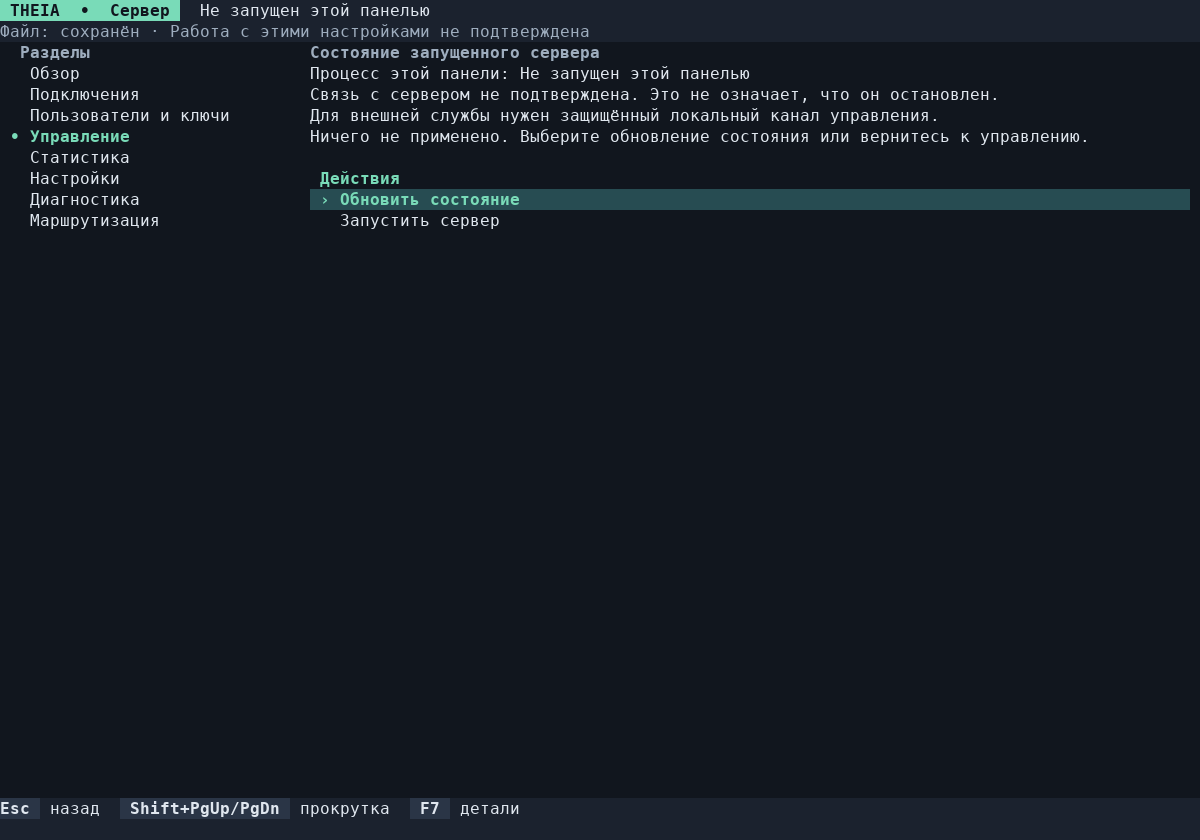 THEIA • Сервер Не запущен этой панелью
Файл: сохранён · Работа с этими настройками не подтверждена
Разделы
Обзор
Подключения
Пользователи и ключи
• Управление
Статистика
Настройки
Диагностика
Маршрутизация
Состояние запущенного сервера
Процесс этой панели: Не запущен этой панелью
Связь с сервером не подтверждена. Это не означает, что он остановлен.
Для внешней службы нужен защищённый локальный канал управления.
Ничего не применено. Выберите обновление состояния или вернитесь к управлению.
Действия
› Обновить состояние
Запустить сервер
Esc назад Shift+PgUp/PgDn прокрутка F7 детали